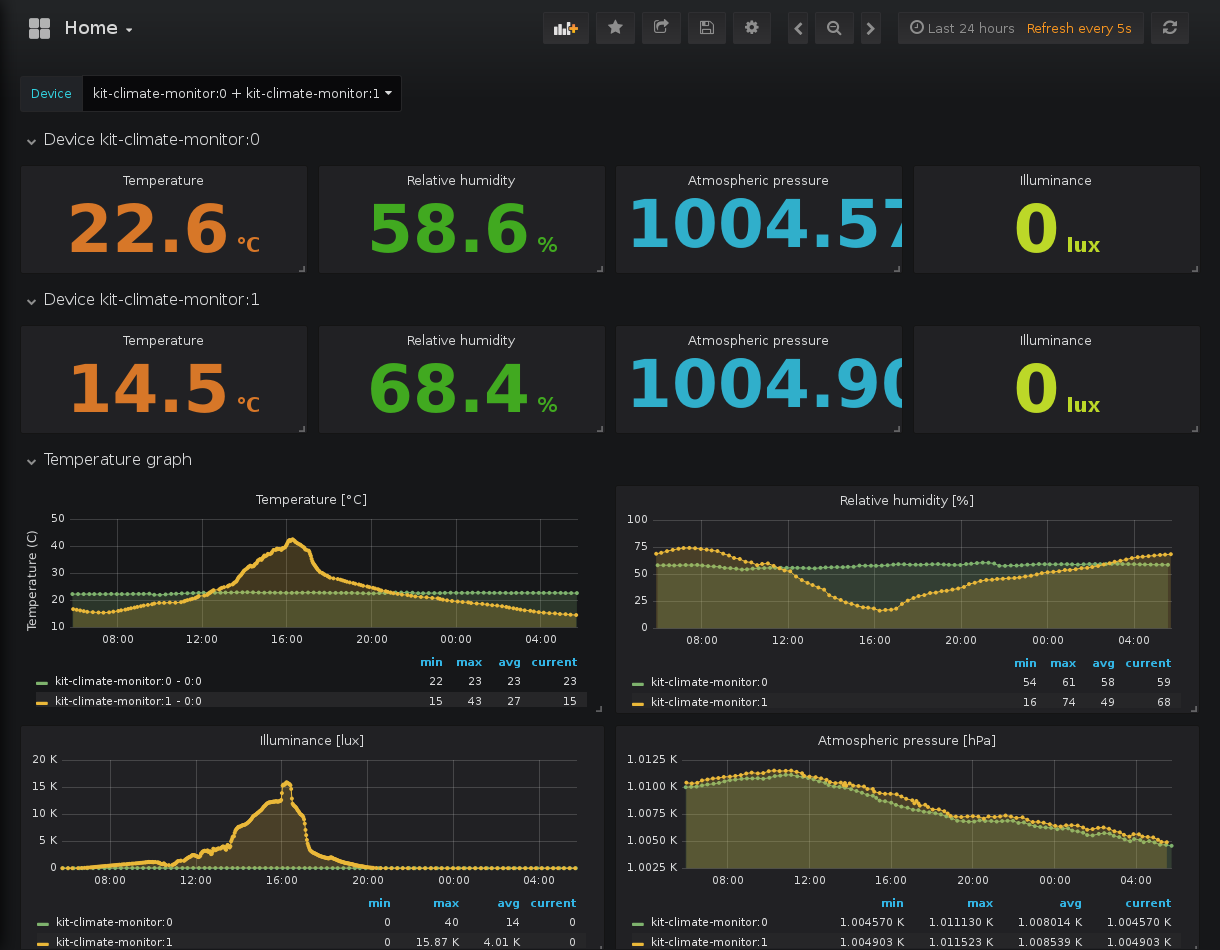 Home
Last 24 hours Refresh every 5s
Device kit-climate-monitor:0 + kit-climate-monitor:1
Device kit-climate-monitor:0
Temperature Relative humidity Atmospheric pressure Illuminance
22.6 °C 58.6 % 1004.57 0 lux
Device kit-climate-monitor:1
Temperature Relative humidity Atmospheric pressure Illuminance
14.5 °C 68.4 % 1004.90 0 lux
Temperature graph
Temperature [°C]
Temperature (C)
50
40
30
20
10
08:00 12:00 16:00 20:00 00:00 04:00
min max avg current
kit-climate-monitor:0 - 0:0 22 23 23 23
kit-climate-monitor:1 - 0:0 15 43 27 15
Relative humidity [%]
100
75
50
25
0
08:00 12:00 16:00 20:00 00:00 04:00
min max avg current
kit-climate-monitor:0 54 61 58 59
kit-climate-monitor:1 16 74 49 68
Illuminance [lux]
20 K
15 K
10 K
5 K
0
08:00 12:00 16:00 20:00 00:00 04:00
min max avg current
kit-climate-monitor:0 0 40 14 0
kit-climate-monitor:1 0 15.87 K 4.01 K 0
Atmospheric pressure [hPa]
1.0125 K
1.0100 K
1.0075 K
1.0050 K
1.0025 K
08:00 12:00 16:00 20:00 00:00 04:00
min max avg current
kit-climate-monitor:0 1.004570 K 1.011130 K 1.008014 K 1.004570 K
kit-climate-monitor:1 1.004903 K 1.011523 K 1.008539 K 1.004903 K